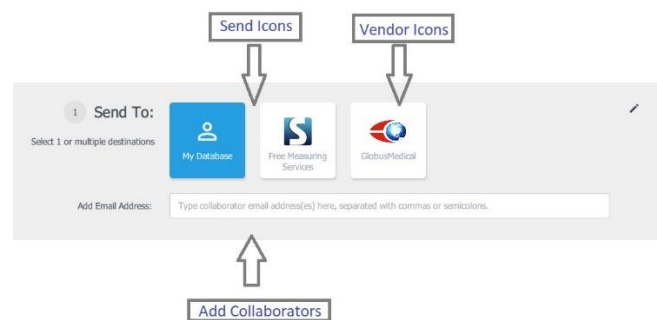 Send Icons
Vendor Icons
1 Send To:
Select 1 or multiple destinations
My Database
Free Measuring
Services
GlobusMedical
Add Email Address:
Type collaborator email address(es) here, separated with commas or semicolons.
Add Collaborators